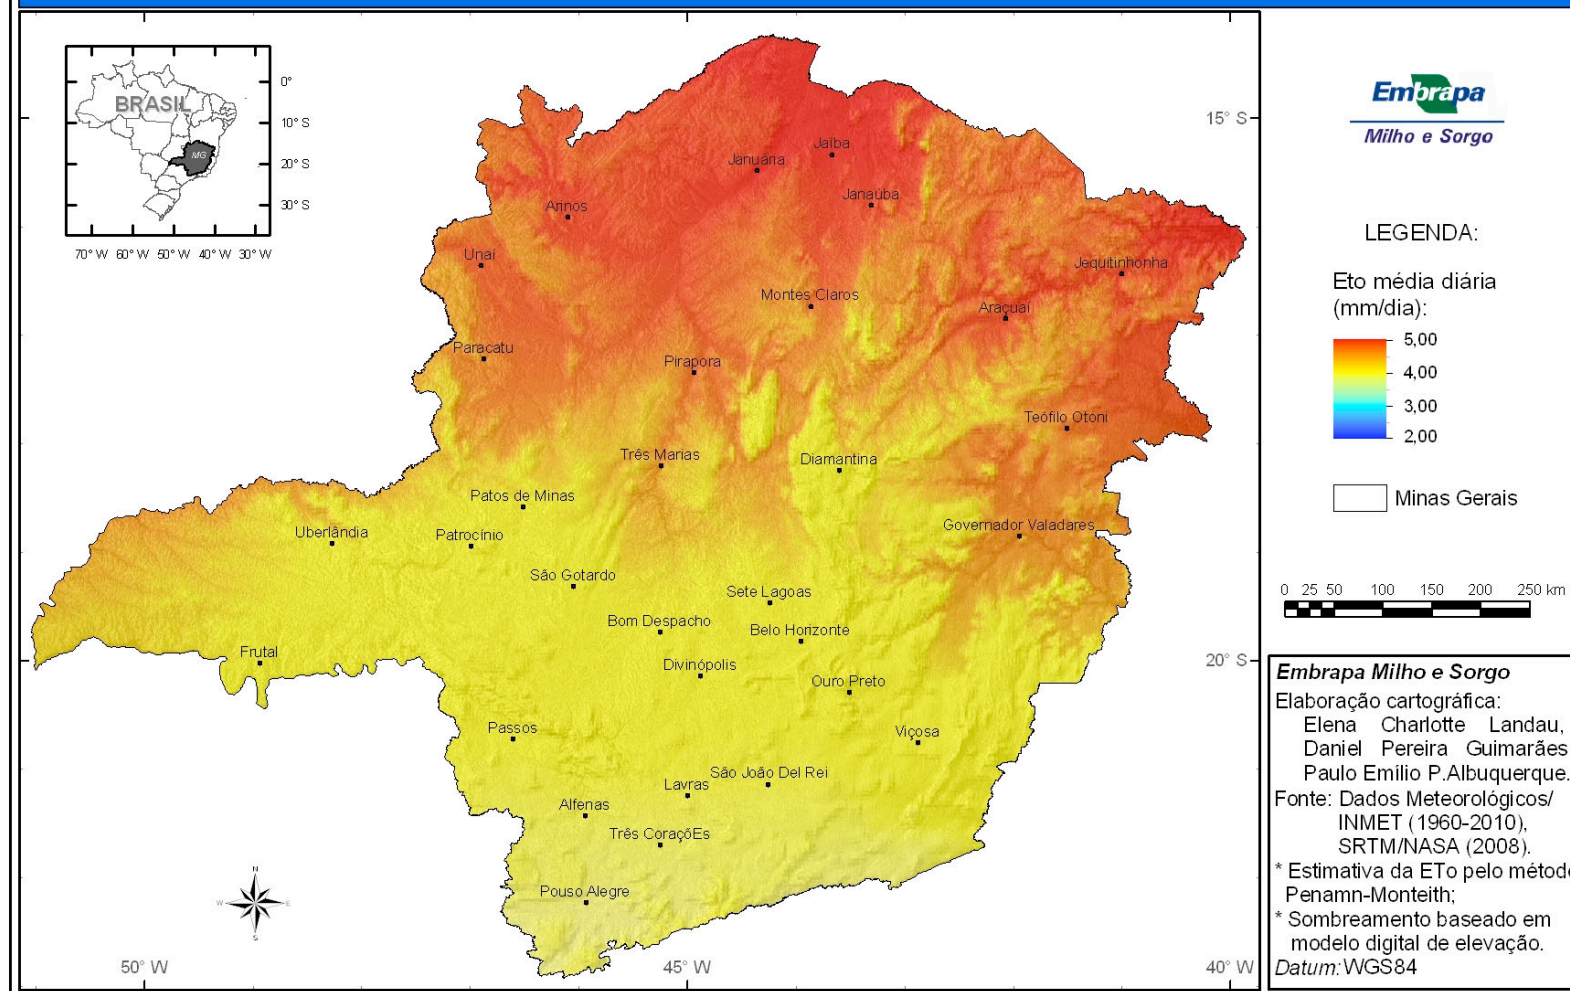 BRASIL
MG
0°
10° S
20° S
30° S
70° W 60° W 50° W 40° W 30° W
Jaíba
Januária
Janaúba
Arinos
Unaí
Jequitinhonha
Montes Claros
Araçuaí
Paracatu
Pirapora
Teófilo Otoni
Três Marias
Diamantina
Patos de Minas
Uberlândia
Patrocínio
Governador Valadares
São Gotardo
Sete Lagoas
Bom Despacho
Belo Horizonte
Frutal
Divinópolis
Ouro Preto
Passos
Viçosa
São João Del Rei
Lavras
Alfenas
Três CoraçõEs
Pouso Alegre
N
W E
S
50° W
45° W
40° W
15° S
20° S
Embrapa
Milho e Sorgo
LEGENDA:
Eto média diária
(mm/dia):
5,00
4,00
3,00
2,00
Minas Gerais
0 25 50 100 150 200 250 km
Embrapa Milho e Sorgo
Elaboração cartográfica:
Elena Charlotte Landau,
Daniel Pereira Guimarães
Paulo Emílio P.Albuquerque.
Fonte: Dados Meteorológicos/
INMET (1960-2010),
SRTM/NASA (2008).
* Estimativa da ETo pelo método
Penamn-Monteith;
* Sombreamento baseado em
modelo digital de elevação.
Datum: WGS84